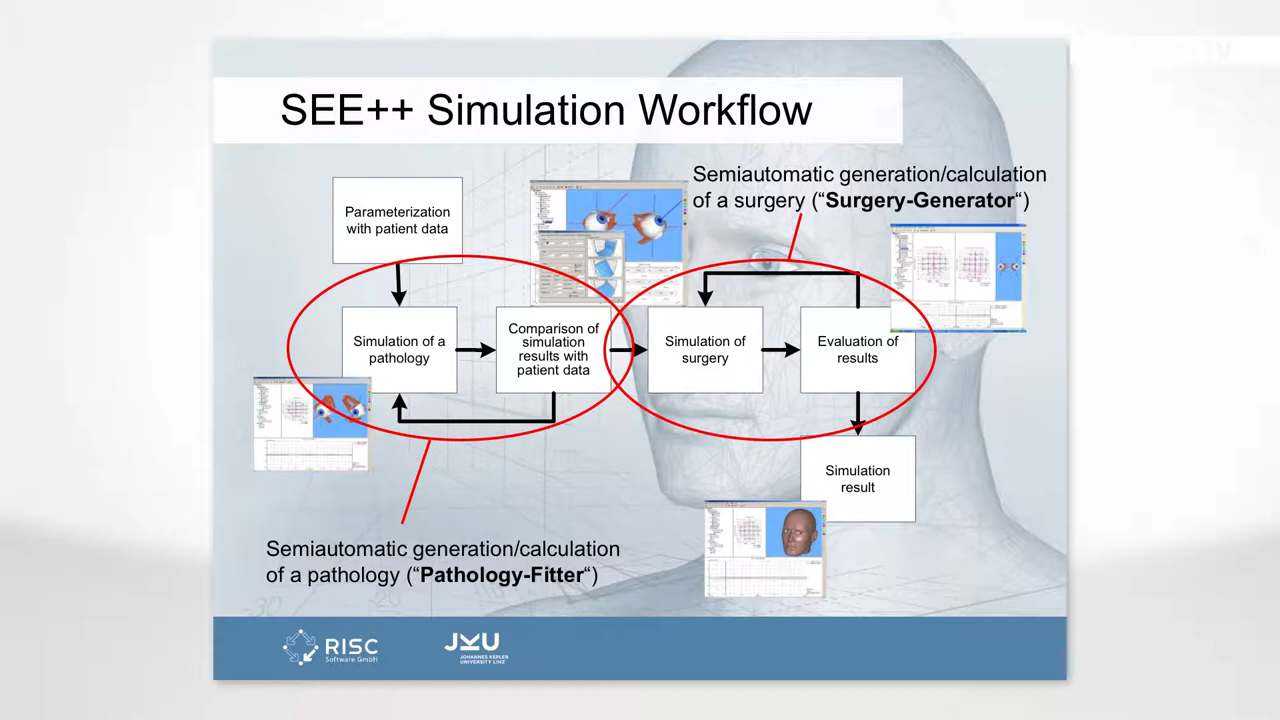 SEE++ Simulation Workflow
Semiautomatic generation/calculation
of a surgery (“Surgery-Generator“)
Parameterization
with patient data
Simulation of a
pathology
Comparison of
simulation
results with
patient data
Simulation of
surgery
Evaluation of
results
Simulation
result
Semiautomatic generation/calculation
of a pathology (“Pathology-Fitter“)
RISC
Software GmbH
JKU
JOHANNES KEPLER
UNIVERSITY LINZ